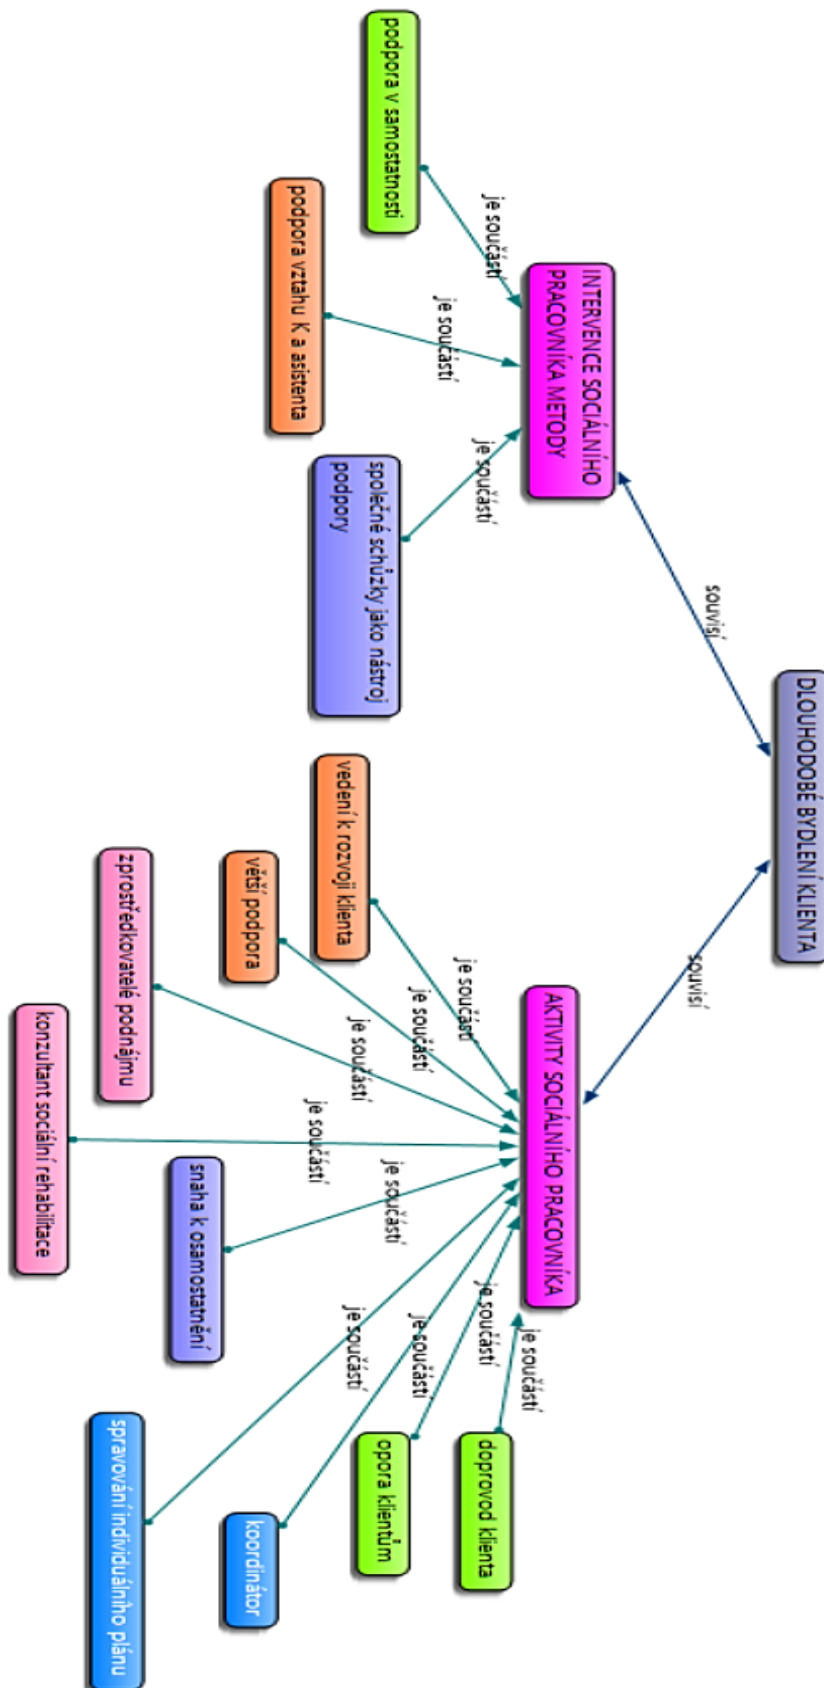 DLOUHODOBÉ BYDLENÍ KLIENTA
souvisí
souvisí
INTERVENCE SOCIÁLNÍHO
PRACOVNÍKA METODY
AKTIVITY SOCIÁLNÍHO PRACOVNÍKA
je součástí
je součástí
je součástí
podpora v samostatnosti
podpora vztahu K a asistenta
společné schůzky jako nástroj
podpory
je součástí
je součástí
je součástí
je součástí
je součástí
je součástí
je součástí
je součástí
je součástí
vedení k rozvoji klienta
větší podpora
zprostředkovatelé podnájmu
konzultant sociální rehabilitace
snaha k osamostatnění
spravování individuálního plánu
koordinátor
opora klientům
doprovod klienta